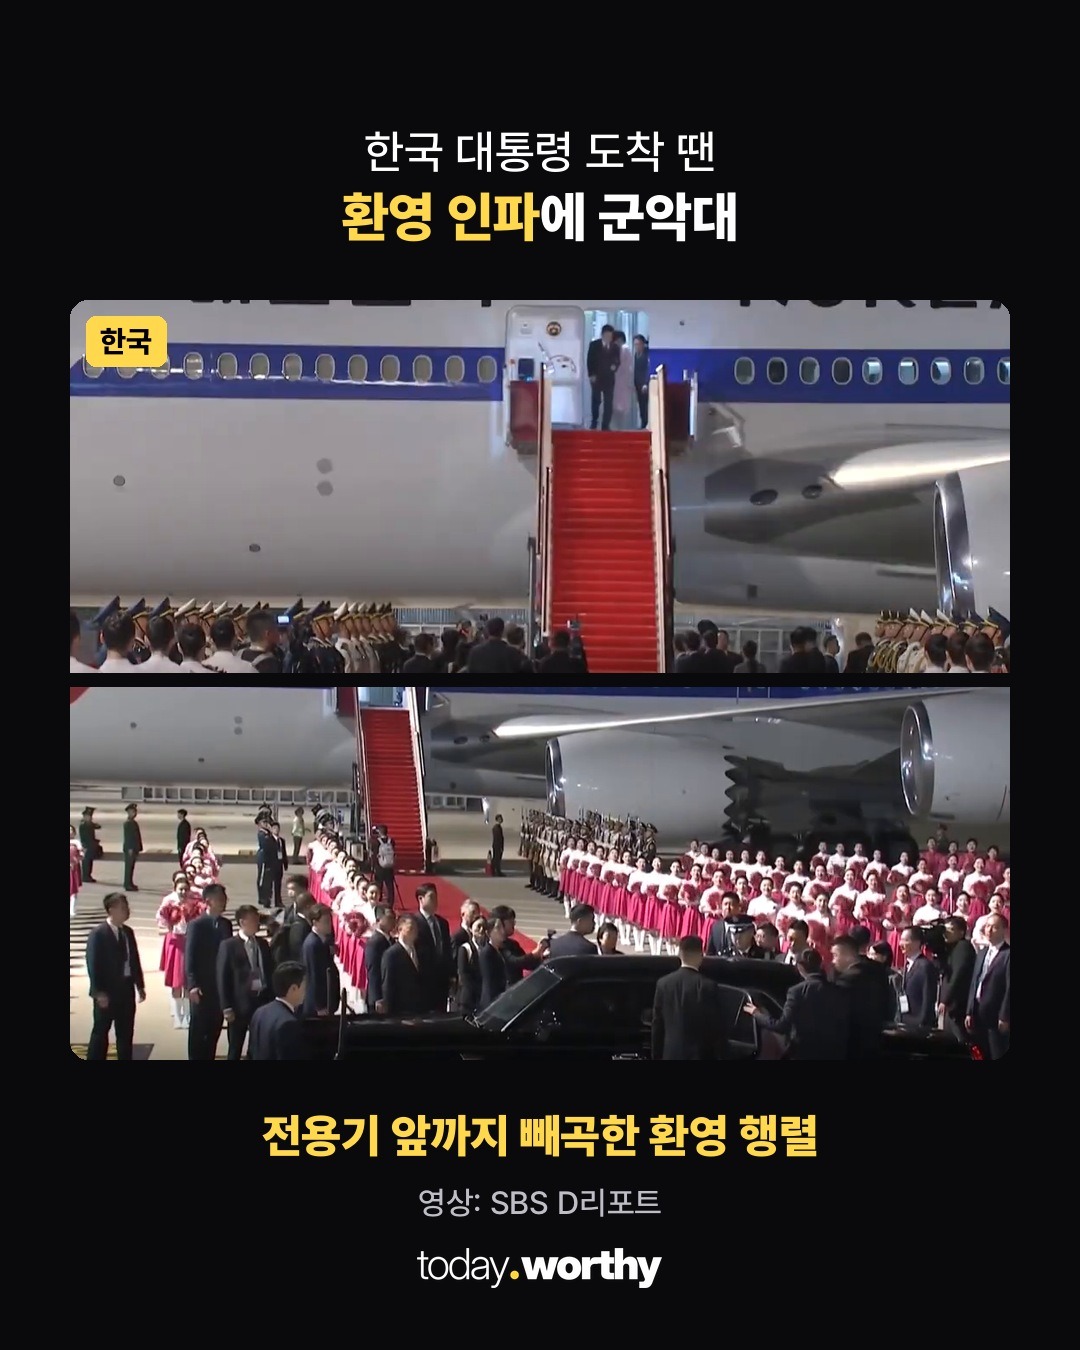 한국 대통령 도착 땐
환영 인파에 군악대
한국
전용기 앞까지 빼곡한 환영 행렬
영상: SBS D리포트
today.worthy